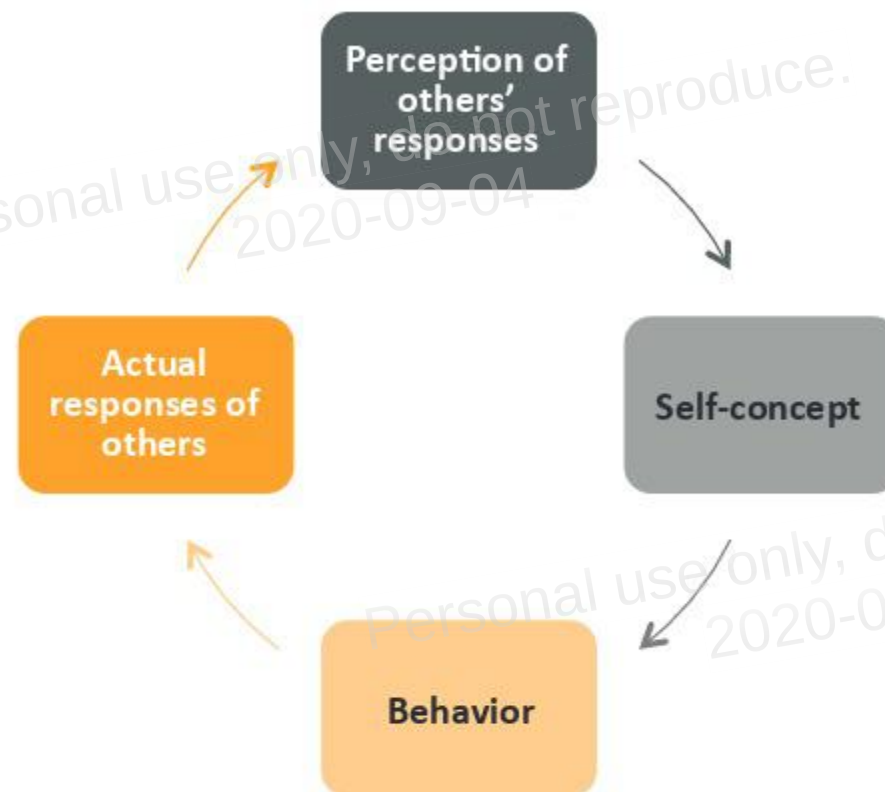 Perception of
others’
responses
sonal use only, do not reproduce.
2020-09-04
Actual
responses of
others
Self-concept
Personal use only, d
2020-0
Behavior